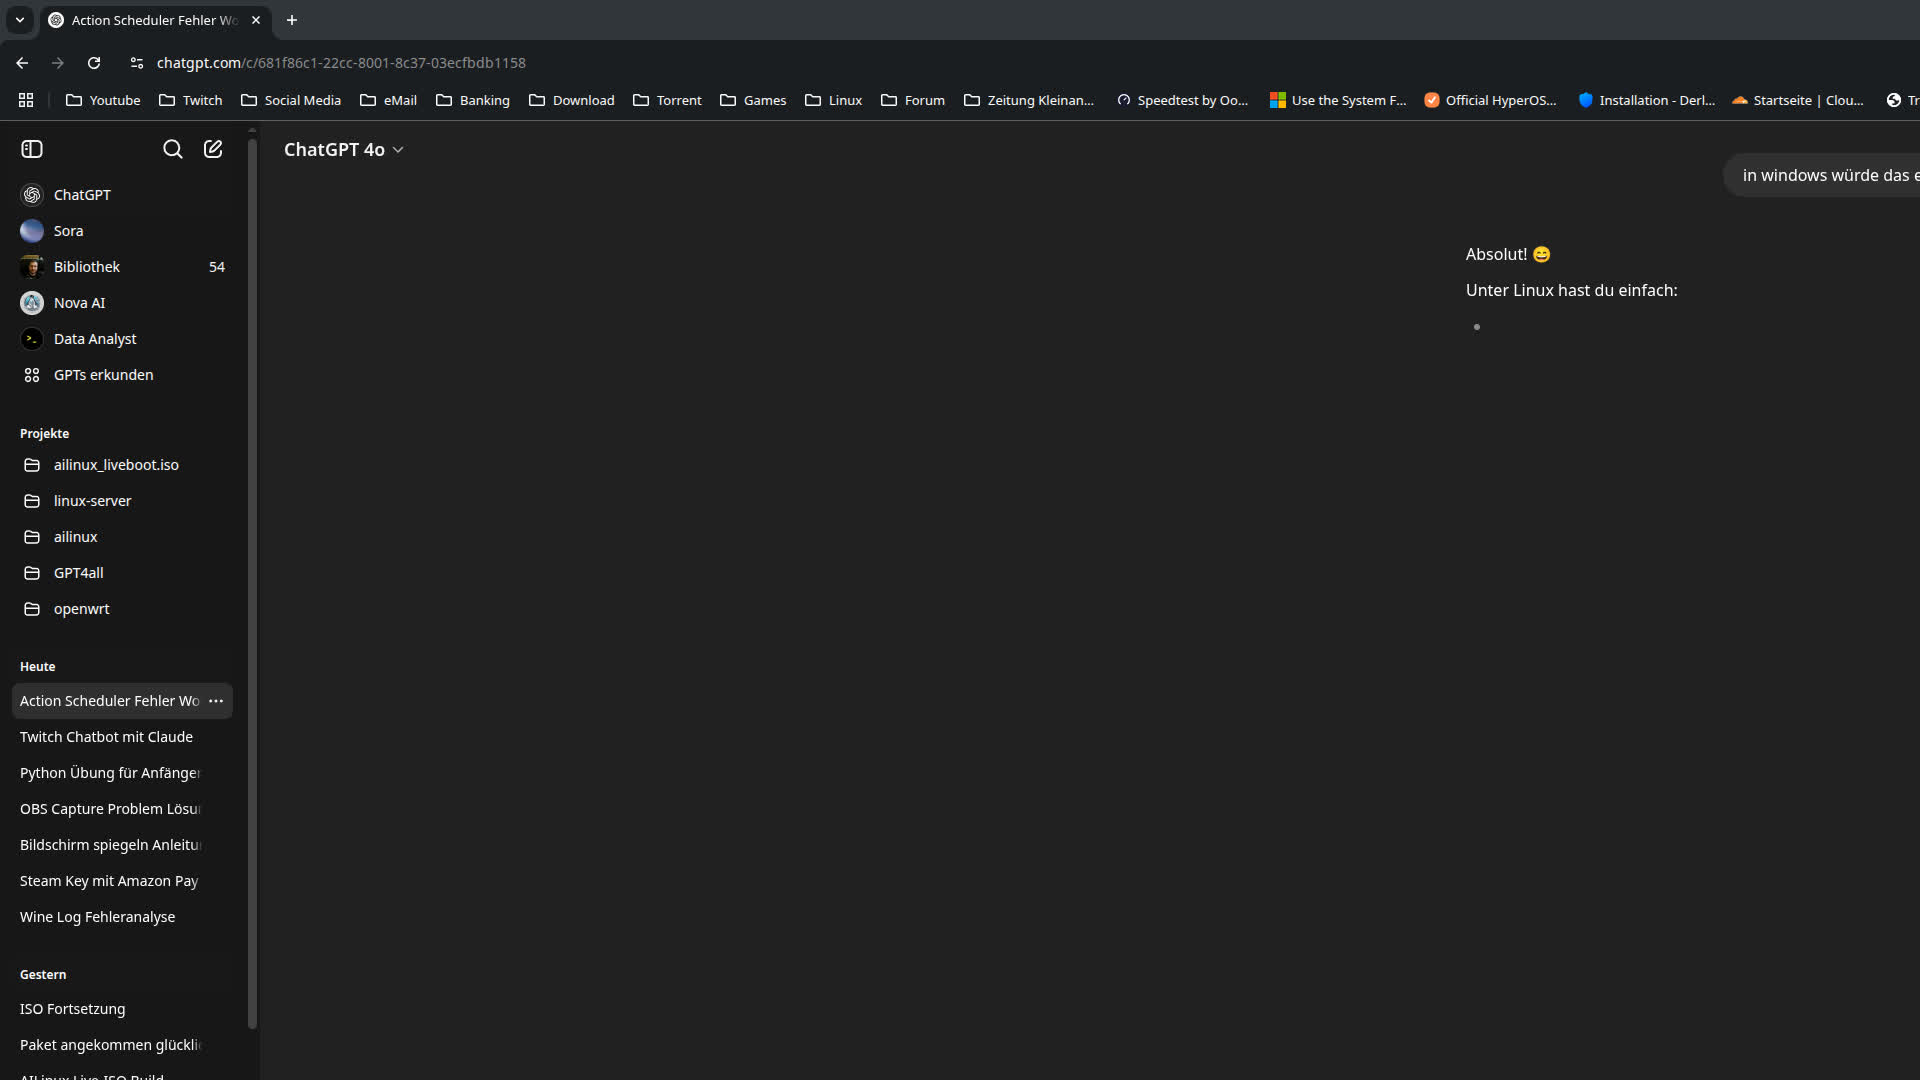 Action Scheduler Fehler Wo
chatgpt.com/c/681f86c1-22cc-8001-8c37-03ecfbdb1158
Youtube Twitch Social Media eMail Banking Download Torrent Games Linux Forum Zeitung Kleinan... Speedtest by Oo... Use the System F... Official HyperOS... Installation - Derl... Startseite | Clou... Tr
ChatGPT 4o
in windows würde das e
ChatGPT
Sora
Bibliothek 54
Nova AI
Data Analyst
GPTs erkunden
Projekte
ailinux_liveboot.iso
linux-server
ailinux
GPT4all
openwrt
Heute
Action Scheduler Fehler Wo
Twitch Chatbot mit Claude
Python Übung für Anfänger
OBS Capture Problem Lösu
Bildschirm spiegeln Anleitu
Steam Key mit Amazon Pay
Wine Log Fehleranalyse
Gestern
ISO Fortsetzung
Paket angekommen glückli
AILinux Live ISO Build
Absolut! 😄
Unter Linux hast du einfach:
•